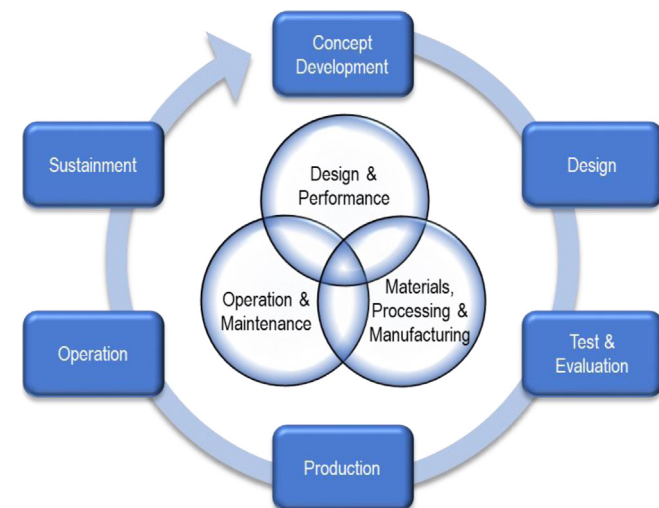 Concept
Development
Design
Test &
Evaluation
Production
Operation
Sustainment
Design &
Performance
Materials,
Processing &
Manufacturing
Operation &
Maintenance